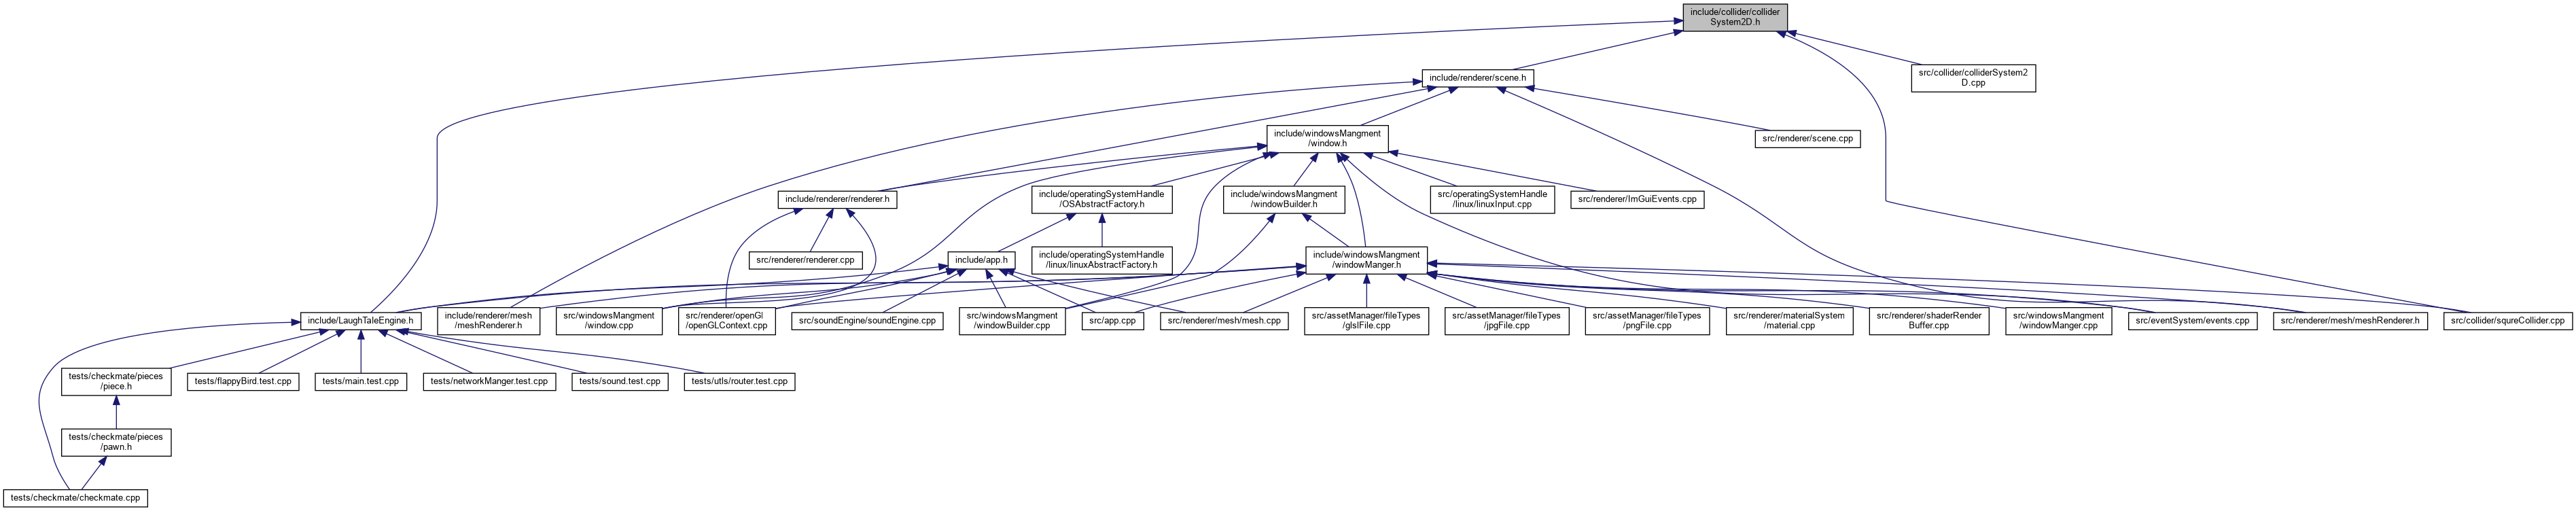 include/collider/collider
System2D.h
include/renderer/scene.h
src/collider/colliderSystem2
D.cpp
include/windowsMangment
/window.h
src/renderer/scene.cpp
include/renderer/renderer.h
include/operatingSystemHandle
/OSAbstractFactory.h
include/windowsMangment
/windowBuilder.h
src/operatingSystemHandle
/linux/linuxInput.cpp
src/renderer/ImGuiEvents.cpp
src/renderer/renderer.cpp
include/app.h
include/operatingSystemHandle
/linux/linuxAbstractFactory.h
include/windowsMangment
/windowManger.h
include/LaughTaleEngine.h
include/renderer/mesh
/meshRenderer.h
src/windowsMangment
/window.cpp
src/renderer/openGl
/openGLContext.cpp
src/soundEngine/soundEngine.cpp
src/windowsMangment
/windowBuilder.cpp
src/app.cpp
src/renderer/mesh/mesh.cpp
src/assetManager/fileTypes
/glslFile.cpp
src/assetManager/fileTypes
/jpgFile.cpp
src/assetManager/fileTypes
/pngFile.cpp
src/renderer/materialSystem
/material.cpp
src/renderer/shaderRender
Buffer.cpp
src/windowsMangment
/windowManger.cpp
src/eventSystem/events.cpp
src/renderer/mesh/meshRenderer.h
src/collider/squreCollider.cpp
tests/checkmate/pieces
/piece.h
tests/flappyBird.test.cpp
tests/main.test.cpp
tests/networkManger.test.cpp
tests/sound.test.cpp
tests/utls/router.test.cpp
tests/checkmate/pieces
/pawn.h
tests/checkmate/checkmate.cpp